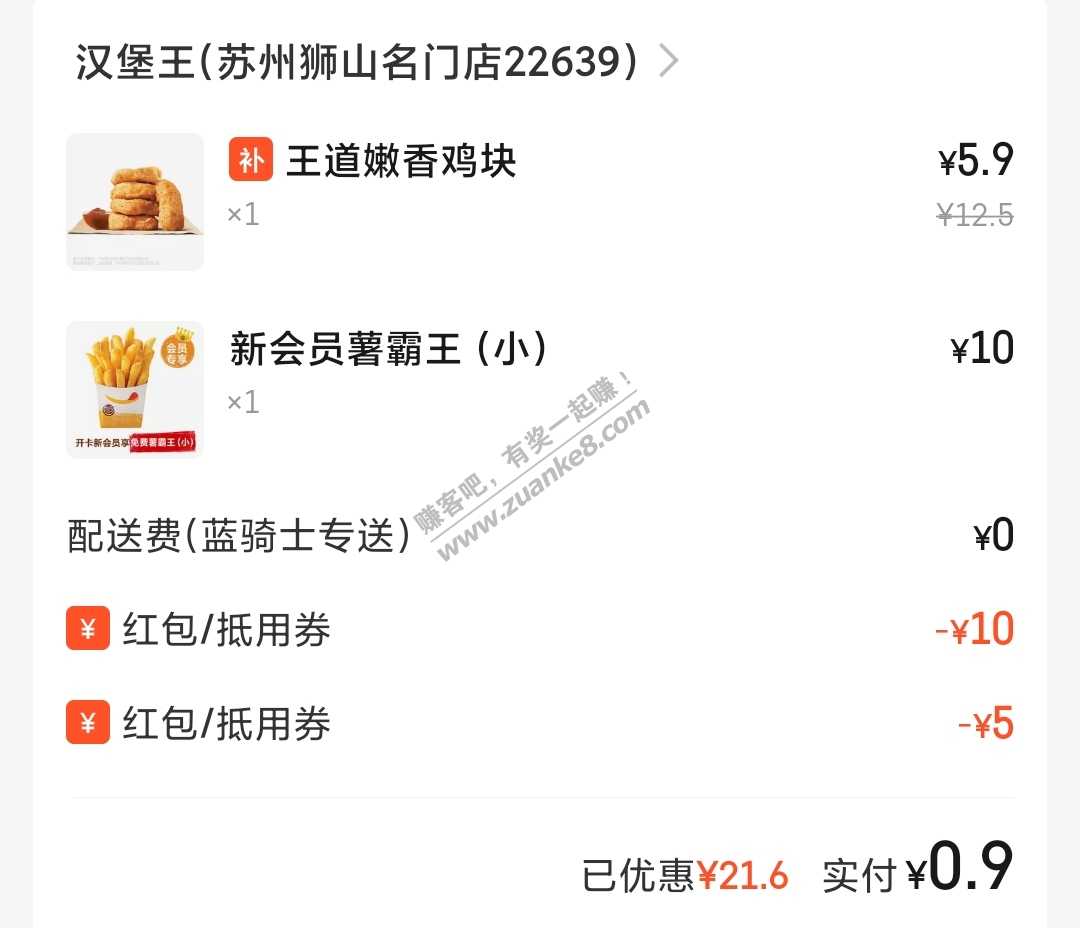 汉堡王(苏州狮山名门店22639)
补 王道嫩香鸡块 ¥5.9
×1 ¥12.5
会员
专享
开卡新会员享免费薯霸王(小)
新会员薯霸王(小) ¥10
×1
赚客吧，有奖一起赚！
www.zuanke8.com
配送费(蓝骑士专送) ¥0
¥ 红包/抵用券 -¥10
¥ 红包/抵用券 -¥5
已优惠¥21.6 实付¥0.9